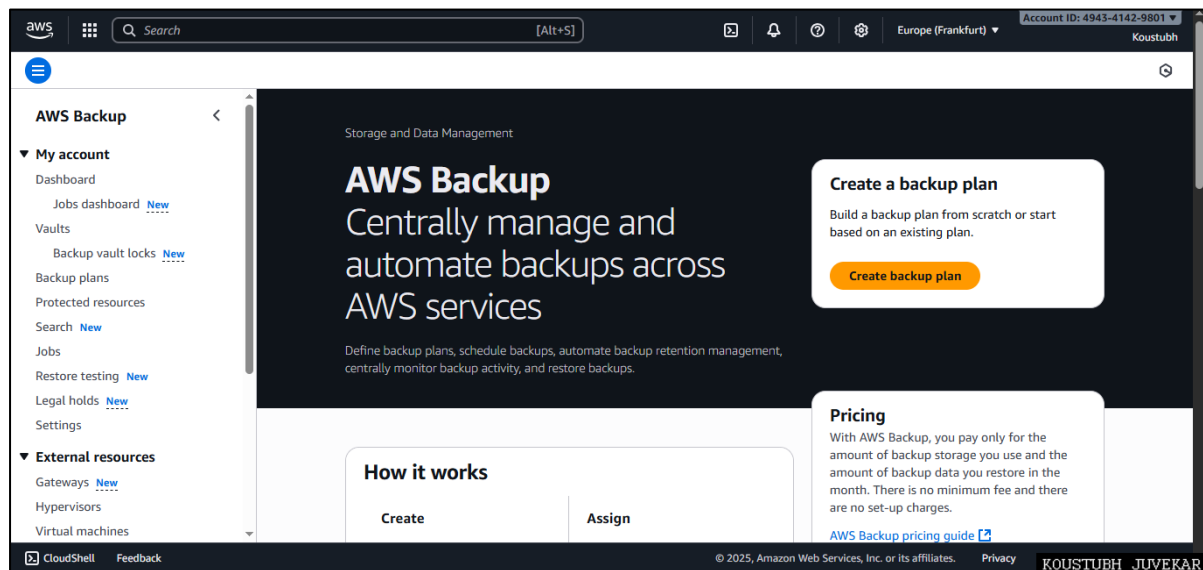 aws
Search [Alt+S]
Europe (Frankfurt) ▼
Account ID: 4943-4142-9801 ▼
Koustubh
AWS Backup
▼ My account
Dashboard
Jobs dashboard New
Vaults
Backup vault locks New
Backup plans
Protected resources
Search New
Jobs
Restore testing New
Legal holds New
Settings
▼ External resources
Gateways New
Hypervisors
Virtual machines
Storage and Data Management
AWS Backup
Centrally manage and
automate backups across
AWS services
Define backup plans, schedule backups, automate backup retention management,
centrally monitor backup activity, and restore backups.
Create a backup plan
Build a backup plan from scratch or start
based on an existing plan.
Create backup plan
How it works
Create
Assign
Pricing
With AWS Backup, you pay only for the
amount of backup storage you use and the
amount of backup data you restore in the
month. There is no minimum fee and there
are no set-up charges.
AWS Backup pricing guide
CloudShell Feedback
© 2025, Amazon Web Services, Inc. or its affiliates. Privacy
KOUSTUBH JUVEKAR